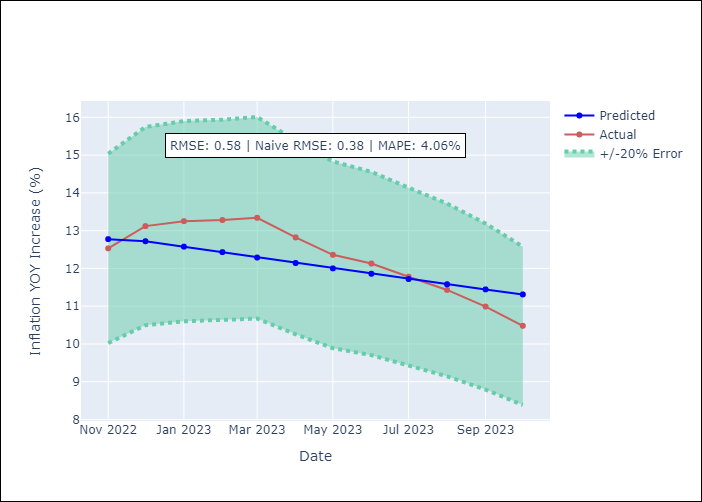 RMSE: 0.58 | Naive RMSE: 0.38 | MAPE: 4.06%
Predicted
Actual
+/-20% Error
Inflation YOY Increase (%)
16
15
14
13
12
11
10
9
8
Nov 2022 Jan 2023 Mar 2023 May 2023 Jul 2023 Sep 2023
Date